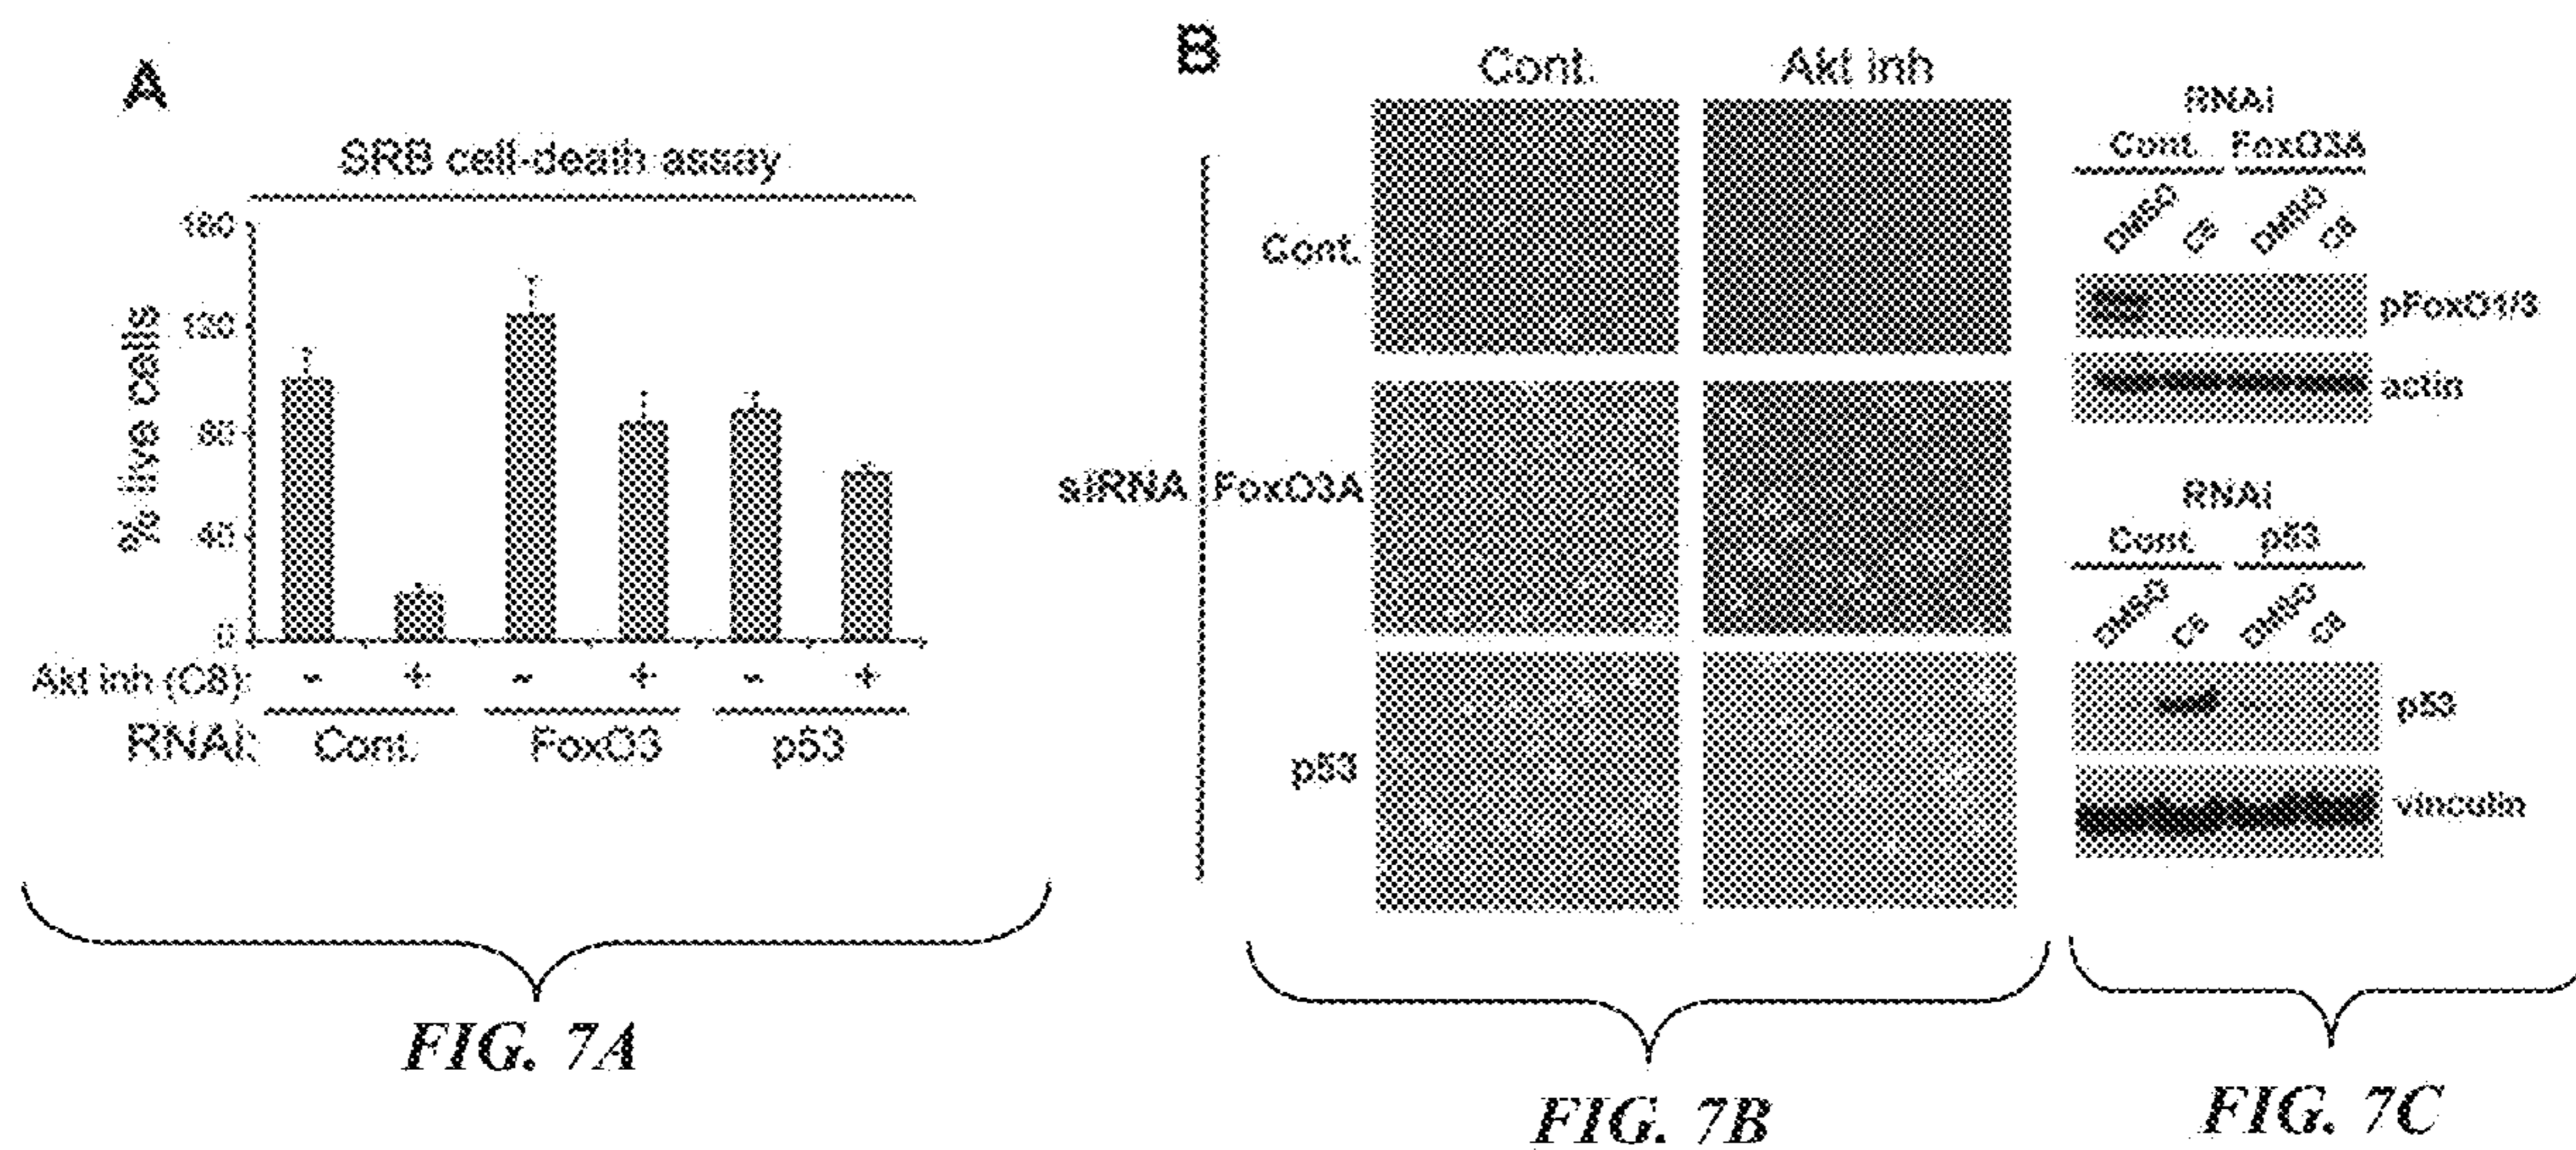 A
SRB cell-death assay
% live cells
160
120
80
40
0
Akt inh (C8): - + - + - +
RNAi: Cont. FoxO3 p53
FIG. 7A
B
Cont. Akt inh
siRNA
Cont.
FoxO3A
p53
FIG. 7B
RNAi
Cont. FoxO3A
DMSO C8 DMSO C8
pFoxO1/3
actin
RNAi
Cont. p53
DMSO C8 DMSO C8
p53
vinculin
FIG. 7C